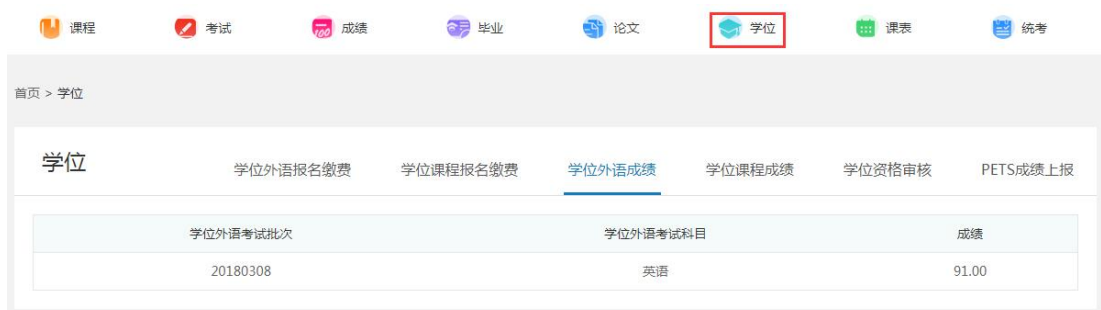 课程 考试 成绩 毕业 论文 学位 课表 统考
首页 > 学位
学位 学位外语报名缴费 学位课程报名缴费 学位外语成绩 学位课程成绩 学位资格审核 PETS成绩上报
学位外语考试批次 学位外语考试科目 成绩
20180308 英语 91.00